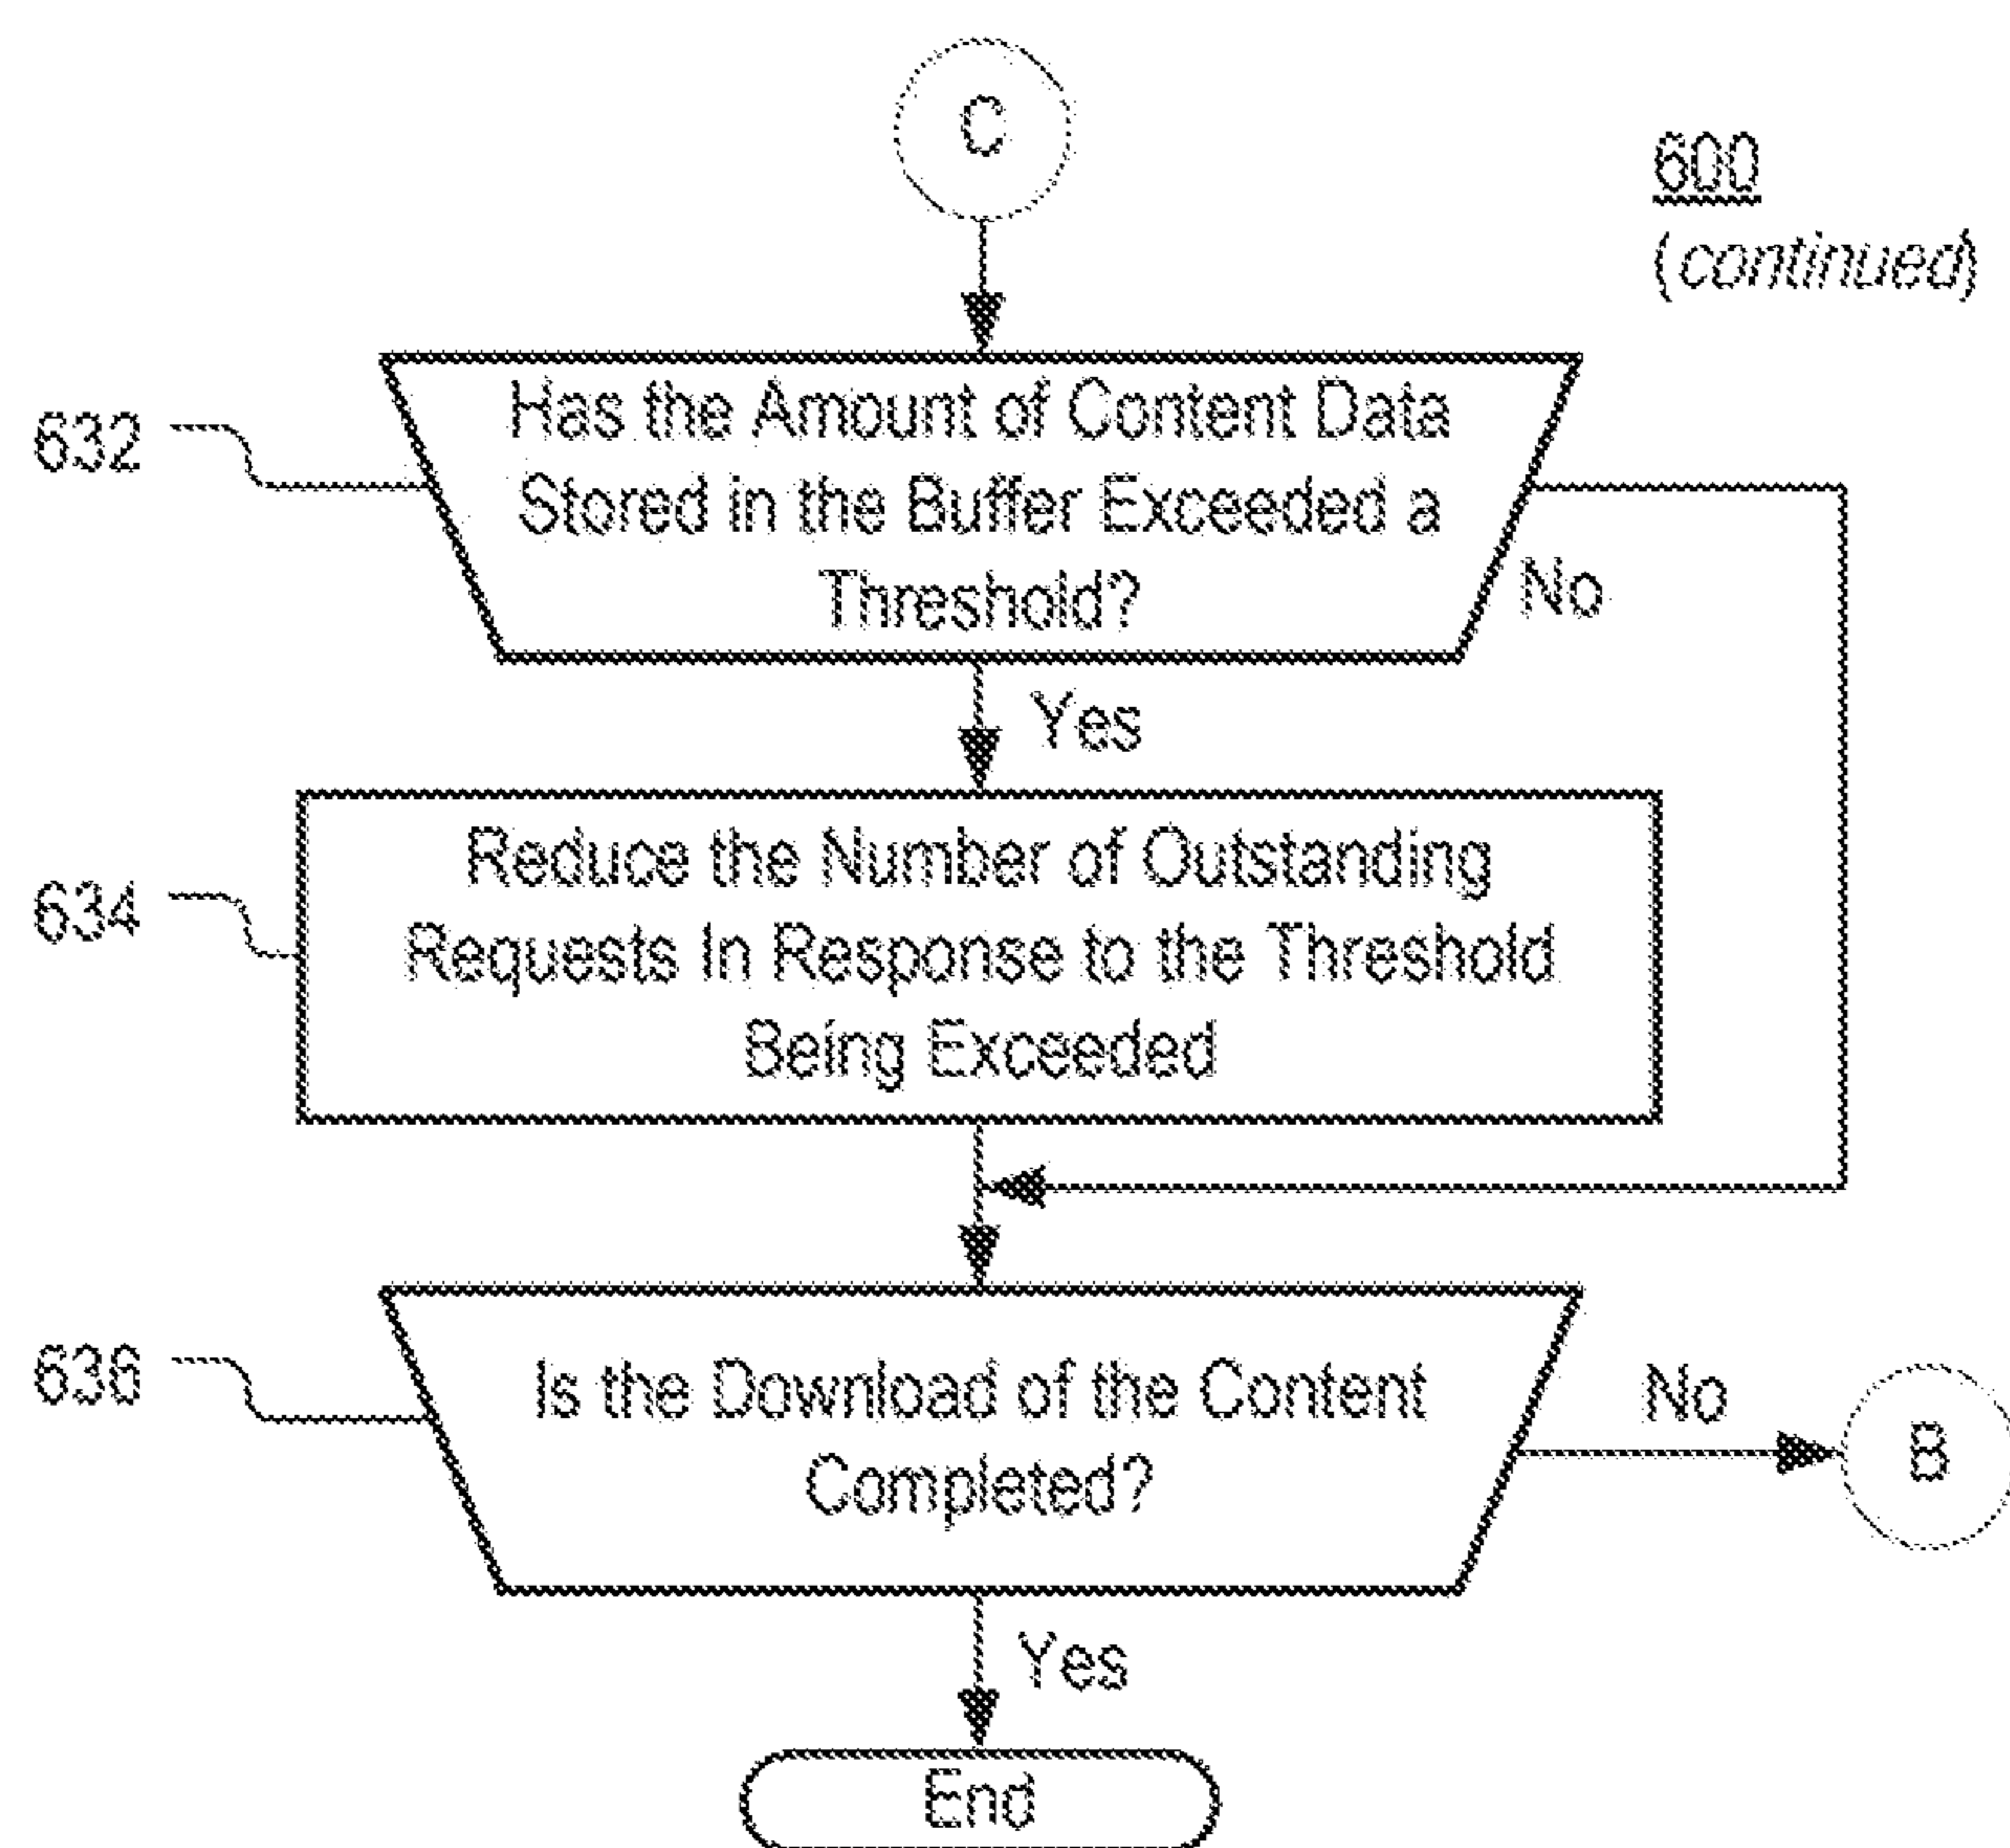 C
600
(continued)
632
Has the Amount of Content Data
Stored in the Buffer Exceeded a
Threshold?
No
Yes
634
Reduce the Number of Outstanding
Requests In Response to the Threshold
Being Exceeded
636
Is the Download of the Content
Completed?
No
B
Yes
End